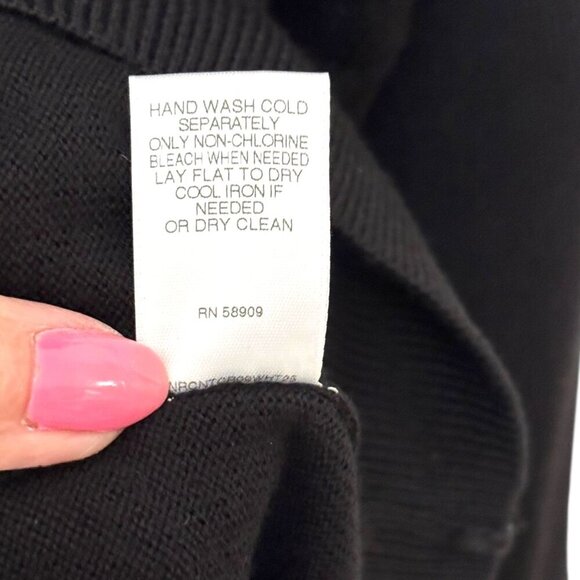 HAND WASH COLD
SEPARATELY
ONLY NON-CHLORINE
BLEACH WHEN NEEDED
LAY FLAT TO DRY
COOL IRON IF
NEEDED
OR DRY CLEAN
RN 58909